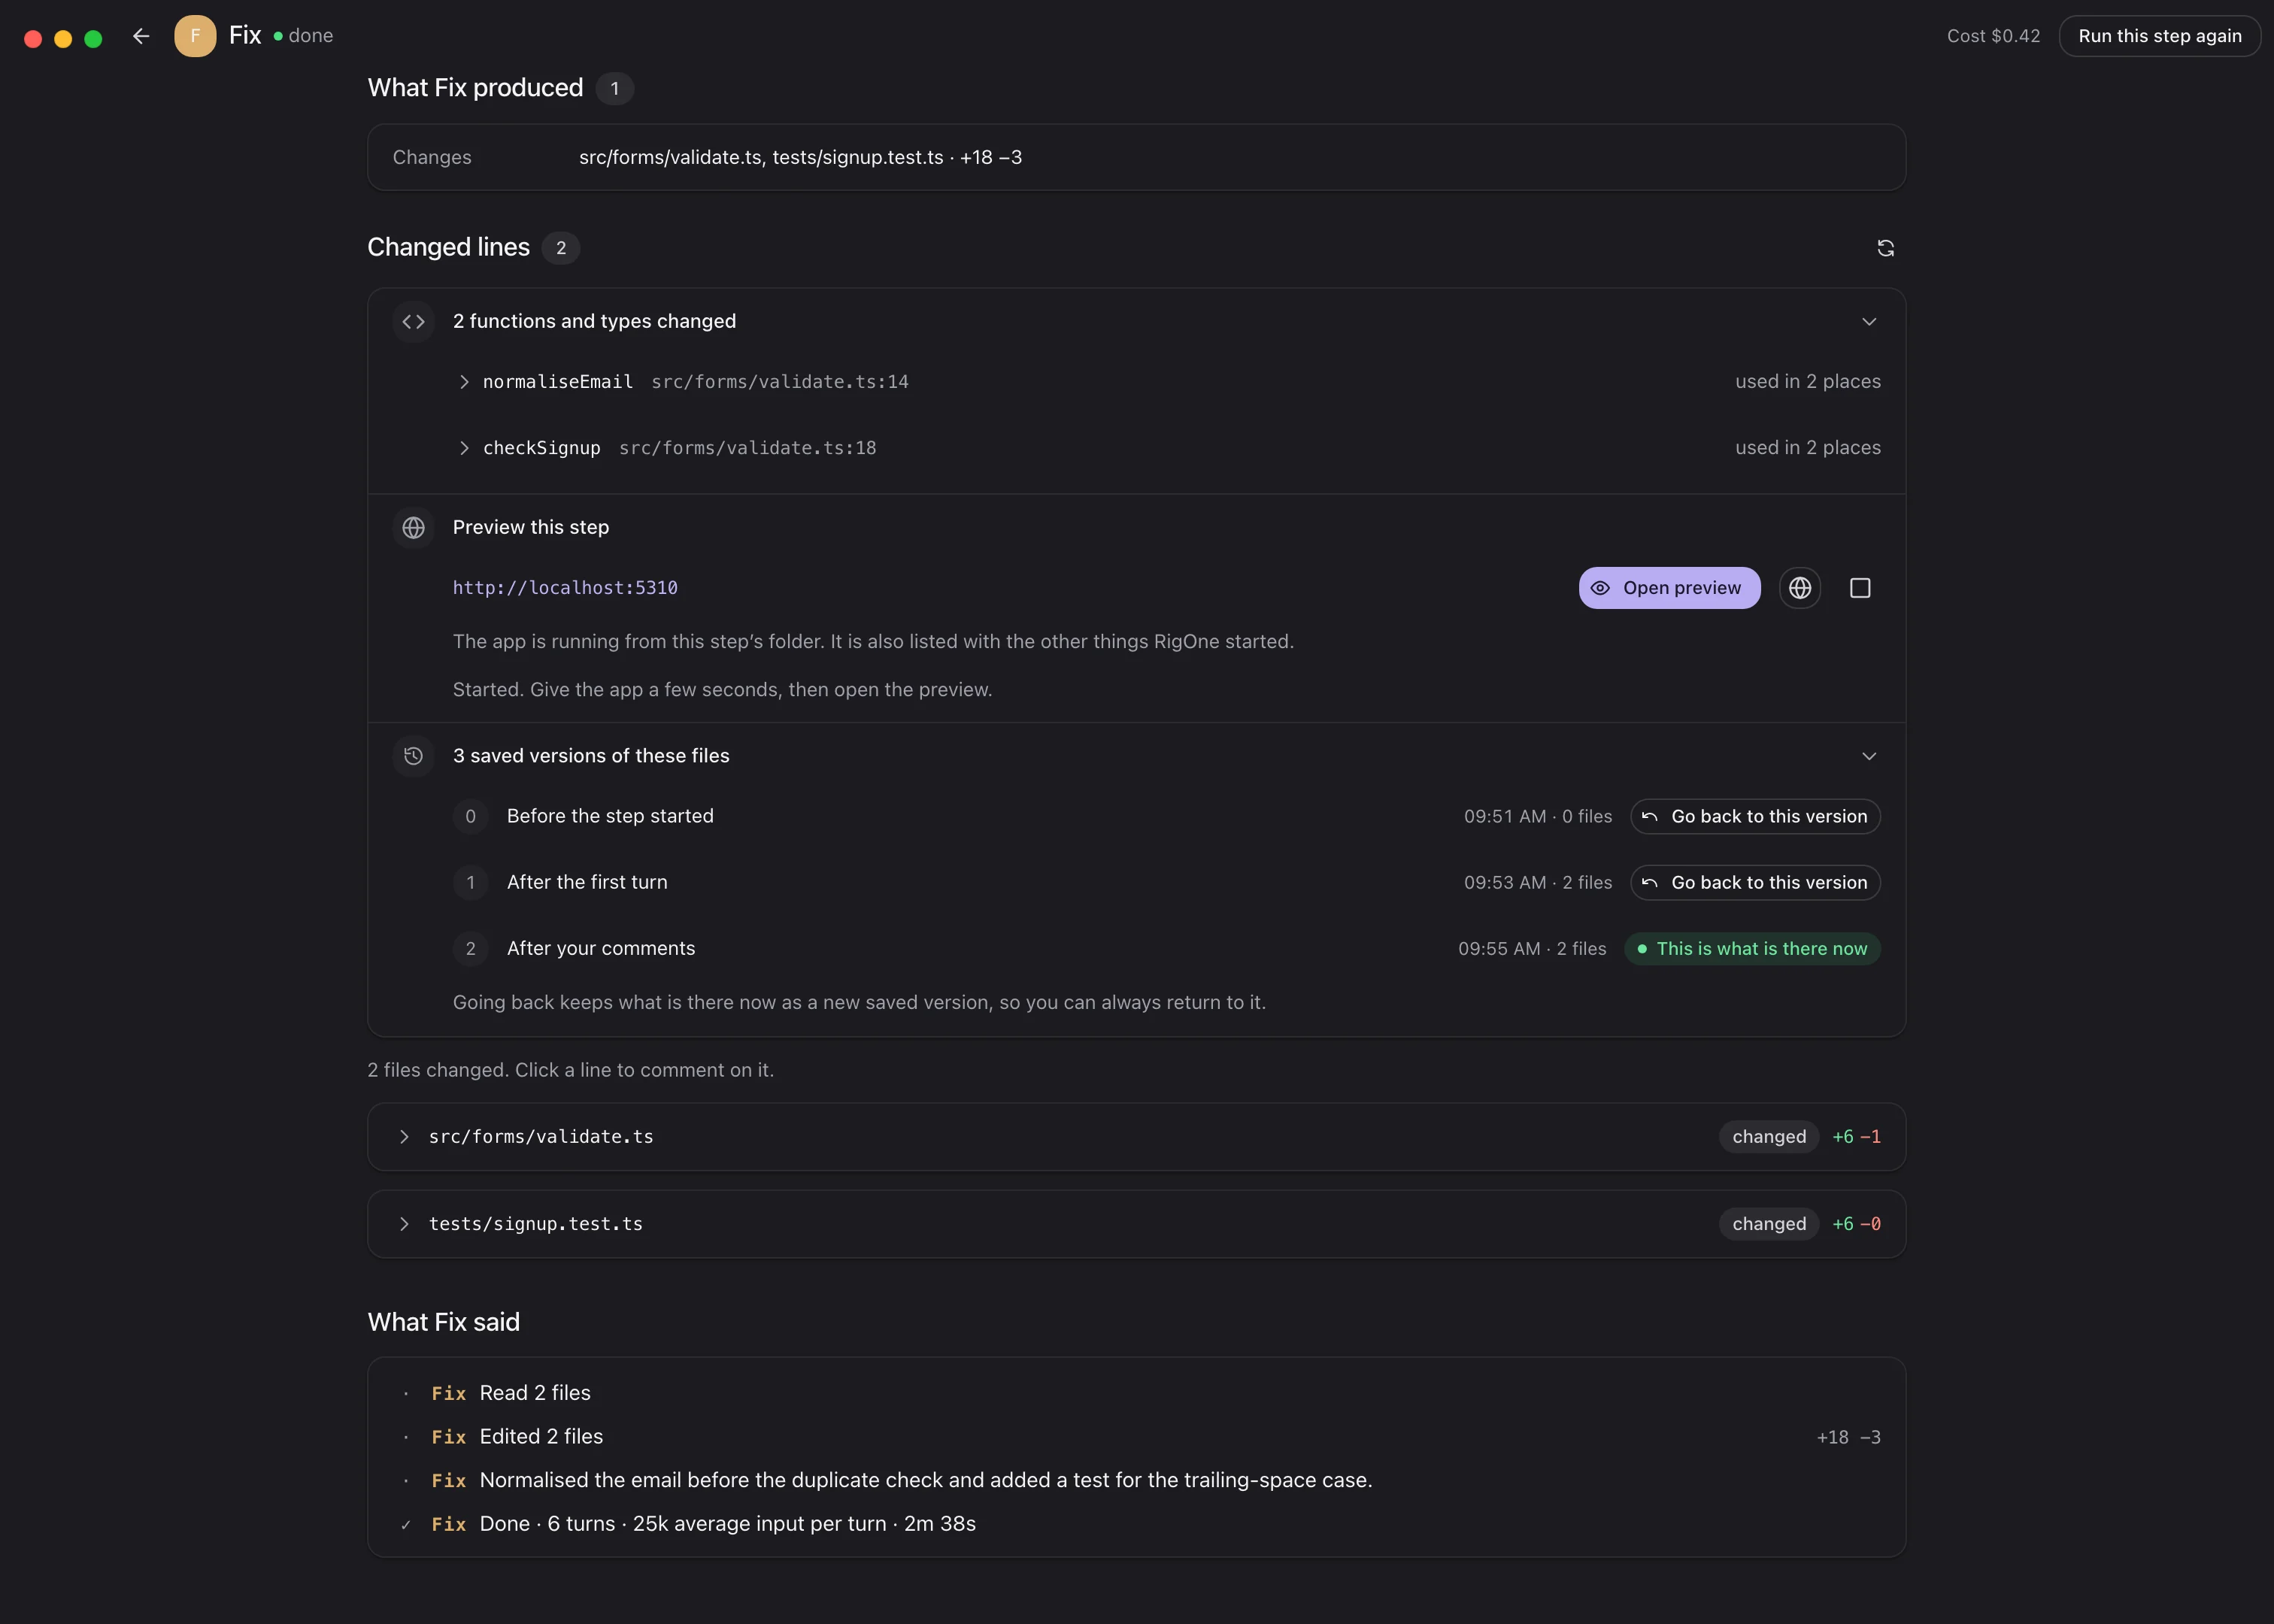 F Fix done Cost $0.42 Run this step again
What Fix produced 1
Changes src/forms/validate.ts, tests/signup.test.ts · +18 −3
Changed lines 2
2 functions and types changed
normaliseEmail src/forms/validate.ts:14 used in 2 places
checkSignup src/forms/validate.ts:18 used in 2 places
Preview this step
http://localhost:5310 Open preview
The app is running from this step’s folder. It is also listed with the other things RigOne started.
Started. Give the app a few seconds, then open the preview.
3 saved versions of these files
0 Before the step started 09:51 AM · 0 files Go back to this version
1 After the first turn 09:53 AM · 2 files Go back to this version
2 After your comments 09:55 AM · 2 files This is what is there now
Going back keeps what is there now as a new saved version, so you can always return to it.
2 files changed. Click a line to comment on it.
src/forms/validate.ts changed +6 −1
tests/signup.test.ts changed +6 −0
What Fix said
· Fix Read 2 files
· Fix Edited 2 files +18 −3
· Fix Normalised the email before the duplicate check and added a test for the trailing-space case.
✓ Fix Done · 6 turns · 25k average input per turn · 2m 38s